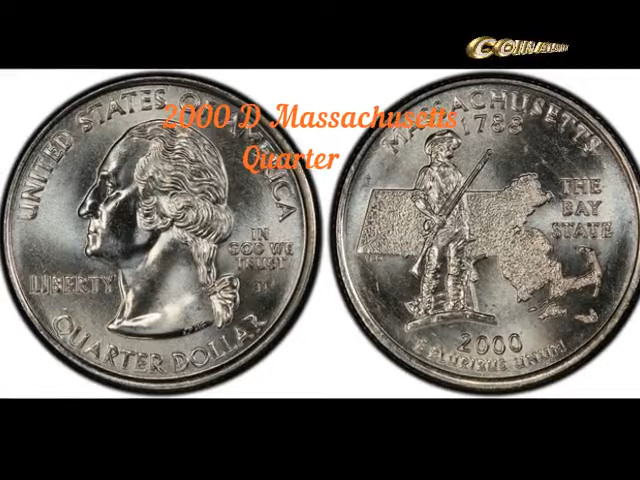 COIN
2000 D Massachusetts
Quarter
UNITED STATES OF AMERICA
IN
GOD WE
TRUST
LIBERTY
QUARTER DOLLAR
MASSACHUSETTS
1788
THE
BAY
STATE
2000
E PLURIBUS UNUM